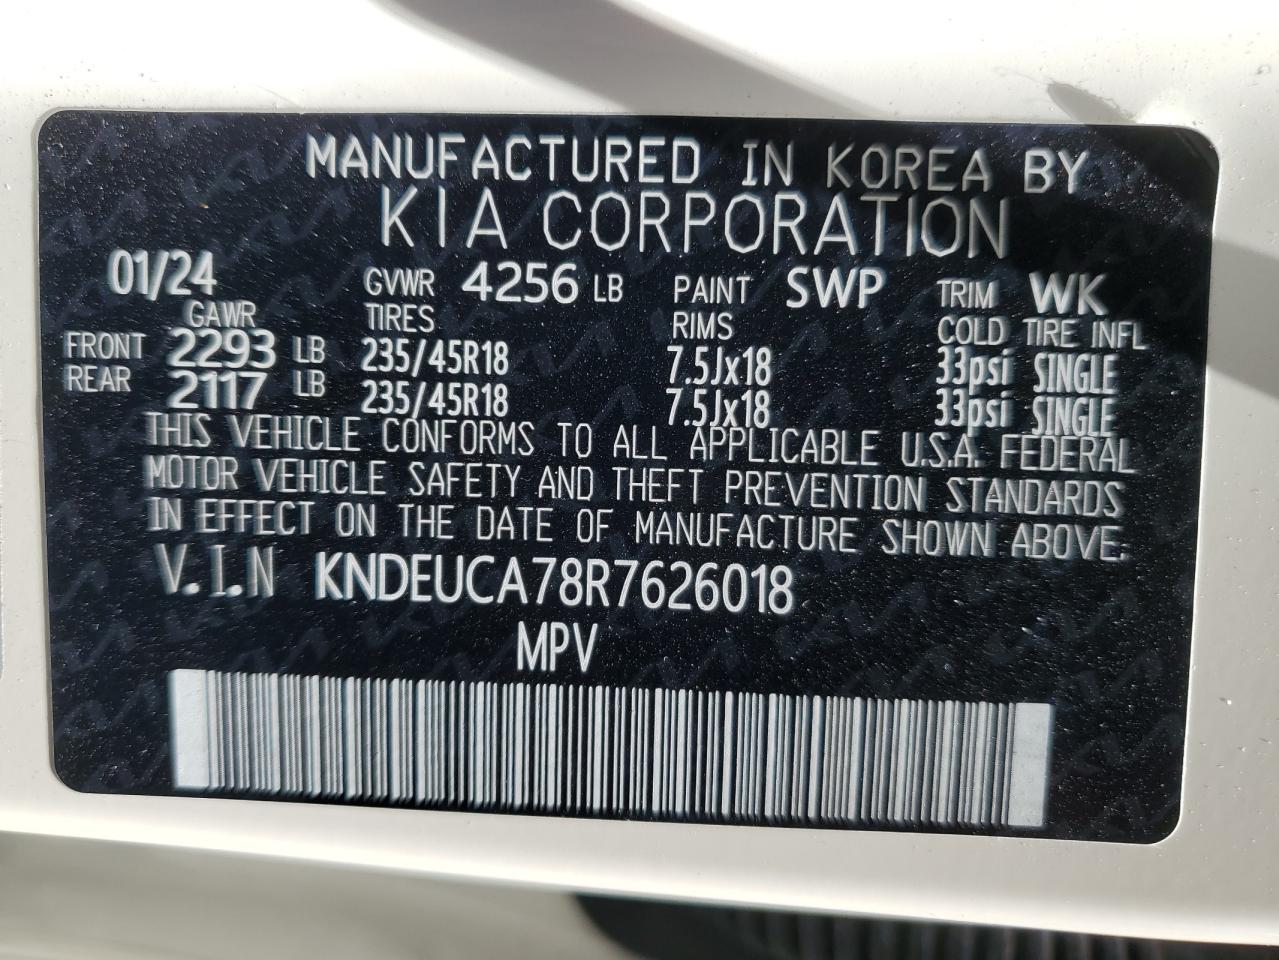 MANUFACTURED IN KOREA BY
KIA CORPORATION
01/24 GVWR 4256 LB PAINT SWP TRIM WK
GAWR TIRES RIMS COLD TIRE INFL
FRONT 2293 LB 235/45R18 7.5Jx18 33psi SINGLE
REAR 2117 LB 235/45R18 7.5Jx18 33psi SINGLE
THIS VEHICLE CONFORMS TO ALL APPLICABLE U.S.A. FEDERAL
MOTOR VEHICLE SAFETY AND THEFT PREVENTION STANDARDS
IN EFFECT ON THE DATE OF MANUFACTURE SHOWN ABOVE.
V.I.N KNDEUCA78R7626018
MPV